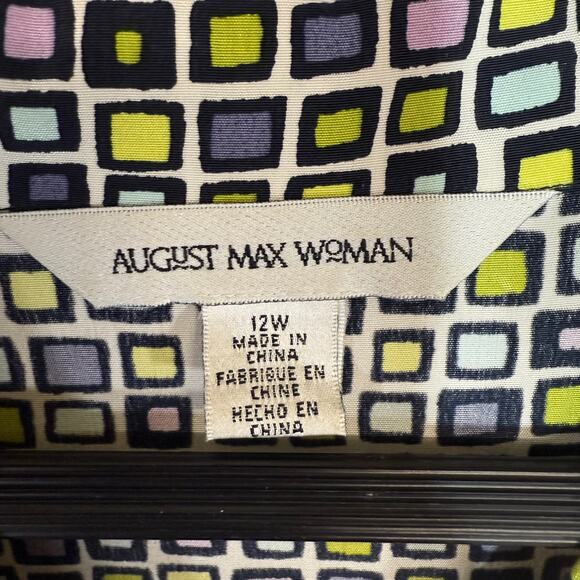 AUGUST MAX WOMAN
12W
MADE IN
CHINA
FABRIQUE EN
CHINE
HECHO EN
CHINA